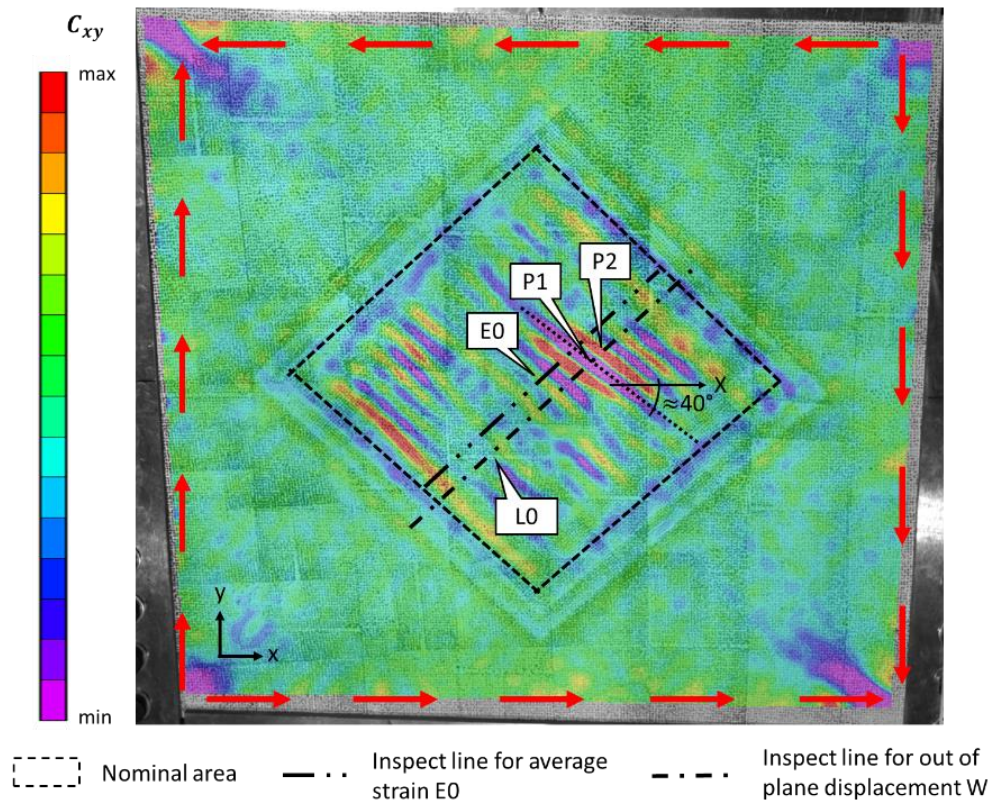 C_xy
max
min
P2
P1
E0
X
≈40°
L0
y
x
Nominal area
Inspect line for average
strain E0
Inspect line for out of
plane displacement W